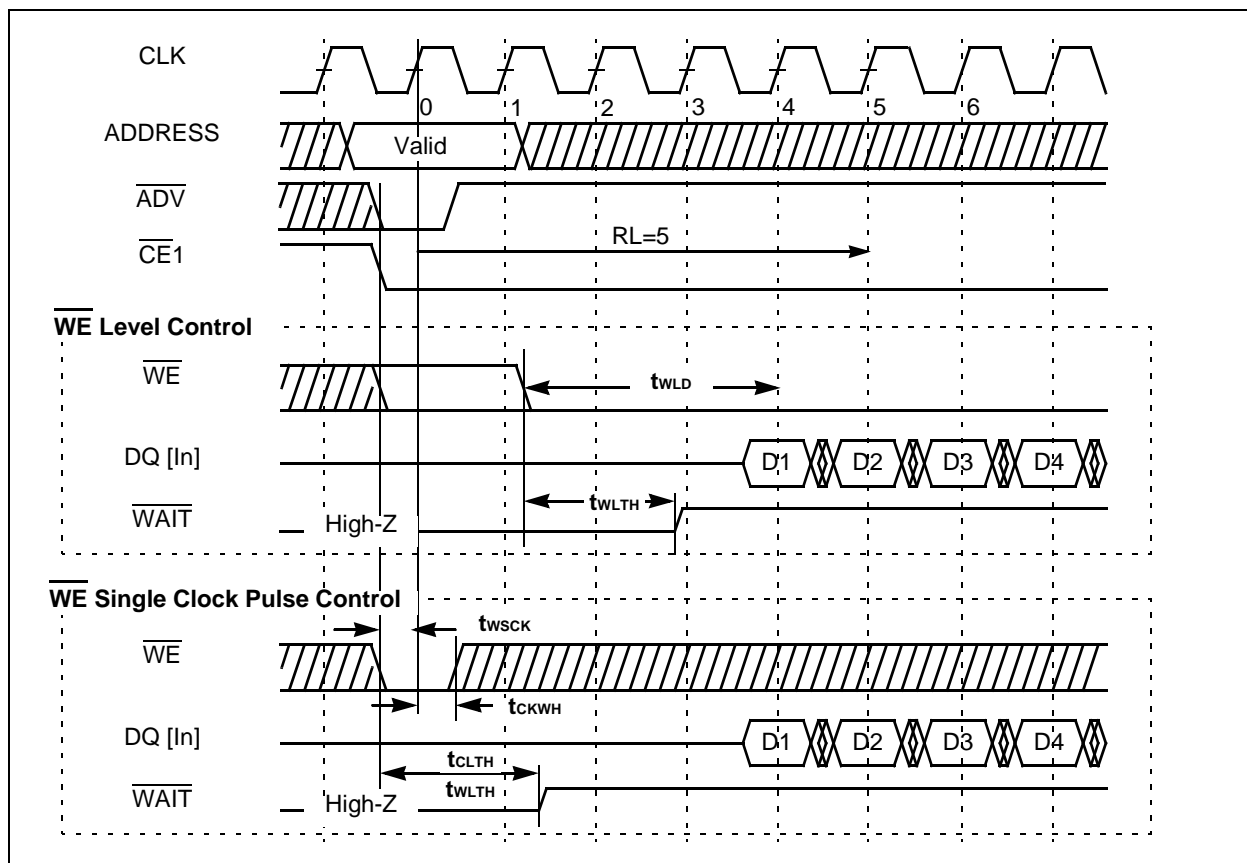 CLK
0 1 2 3 4 5 6
ADDRESS
Valid
ADV
RL=5
CE1
WE Level Control
WE
tWLD
DQ [In]
D1 D2 D3 D4
tWLTH
WAIT
High-Z
WE Single Clock Pulse Control
tWSCK
WE
tCKWH
DQ [In]
D1 D2 D3 D4
tCLTH
tWLTH
WAIT
High-Z